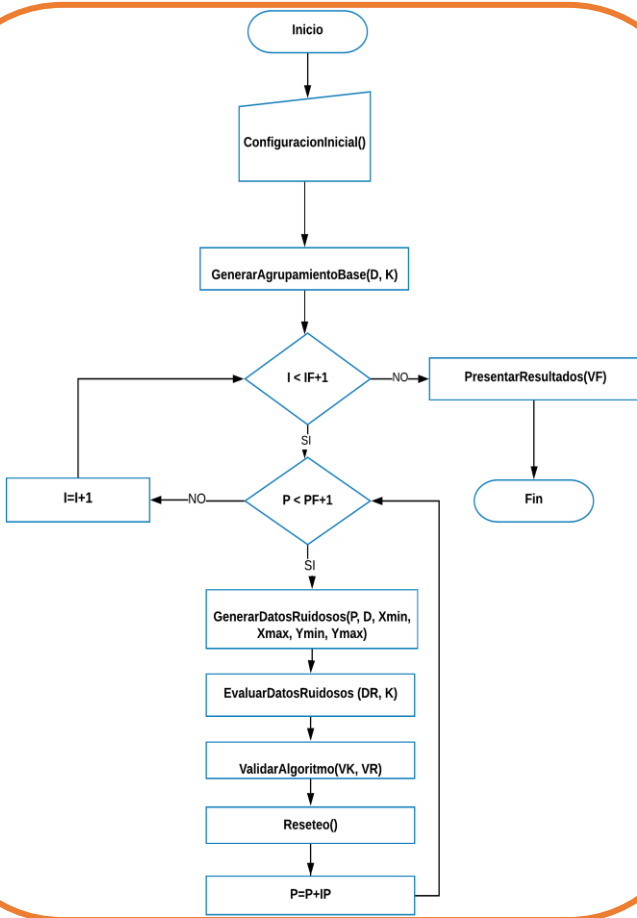 Inicio
ConfiguracionInicial()
GenerarAgrupamientoBase(D, K)
I < IF+1
NO
PresentarResultados(VF)
SI
I=I+1
NO
P < PF+1
Fin
SI
GenerarDatosRuidosos(P, D, Xmin,
Xmax, Ymin, Ymax)
EvaluarDatosRuidosos (DR, K)
ValidarAlgoritmo(VK, VR)
Reseteo()
P=P+IP